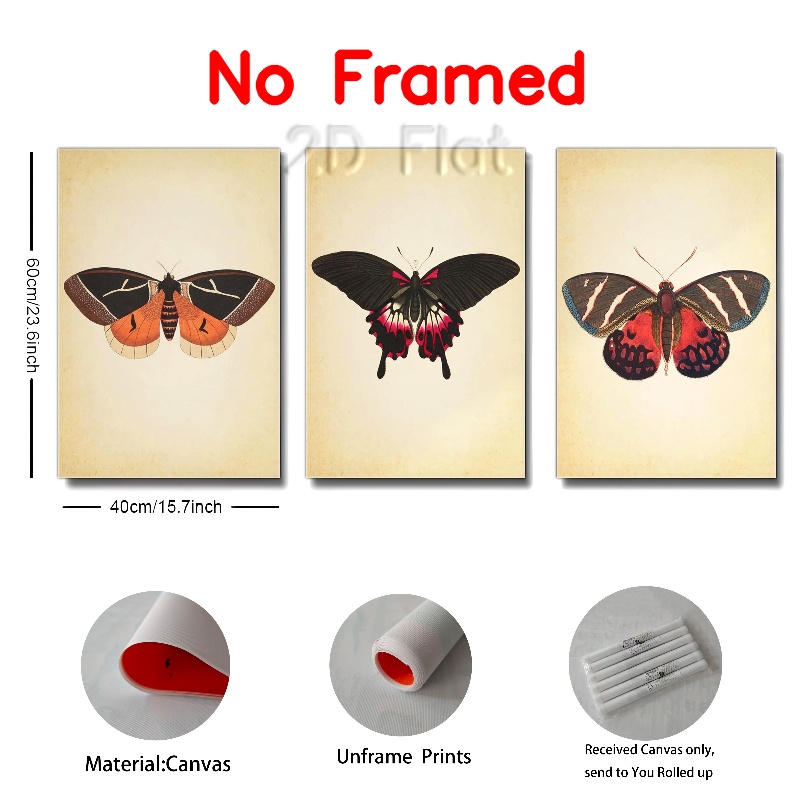 No Framed
2D Flat
60cm/23.6inch
40cm/15.7inch
Material:Canvas
Unframe Prints
Received Canvas only,
send to You Rolled up